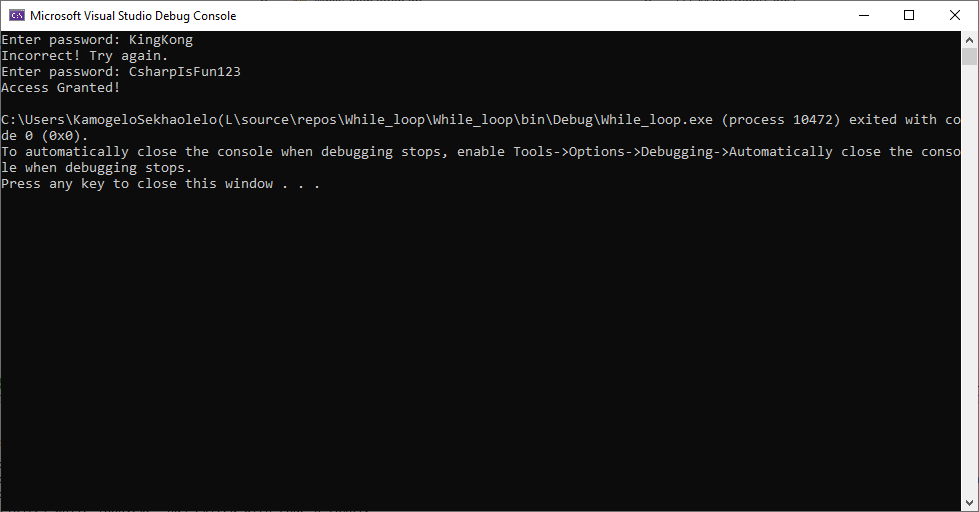 Microsoft Visual Studio Debug Console
Enter password: KingKong
Incorrect! Try again.
Enter password: CsharpIsFun123
Access Granted!
C:\Users\KamogeloSekhaolelo(L\source\repos\While_loop\While_loop\bin\Debug\While_loop.exe (process 10472) exited with co
de 0 (0x0).
To automatically close the console when debugging stops, enable Tools->Options->Debugging->Automatically close the conso
le when debugging stops.
Press any key to close this window . . .